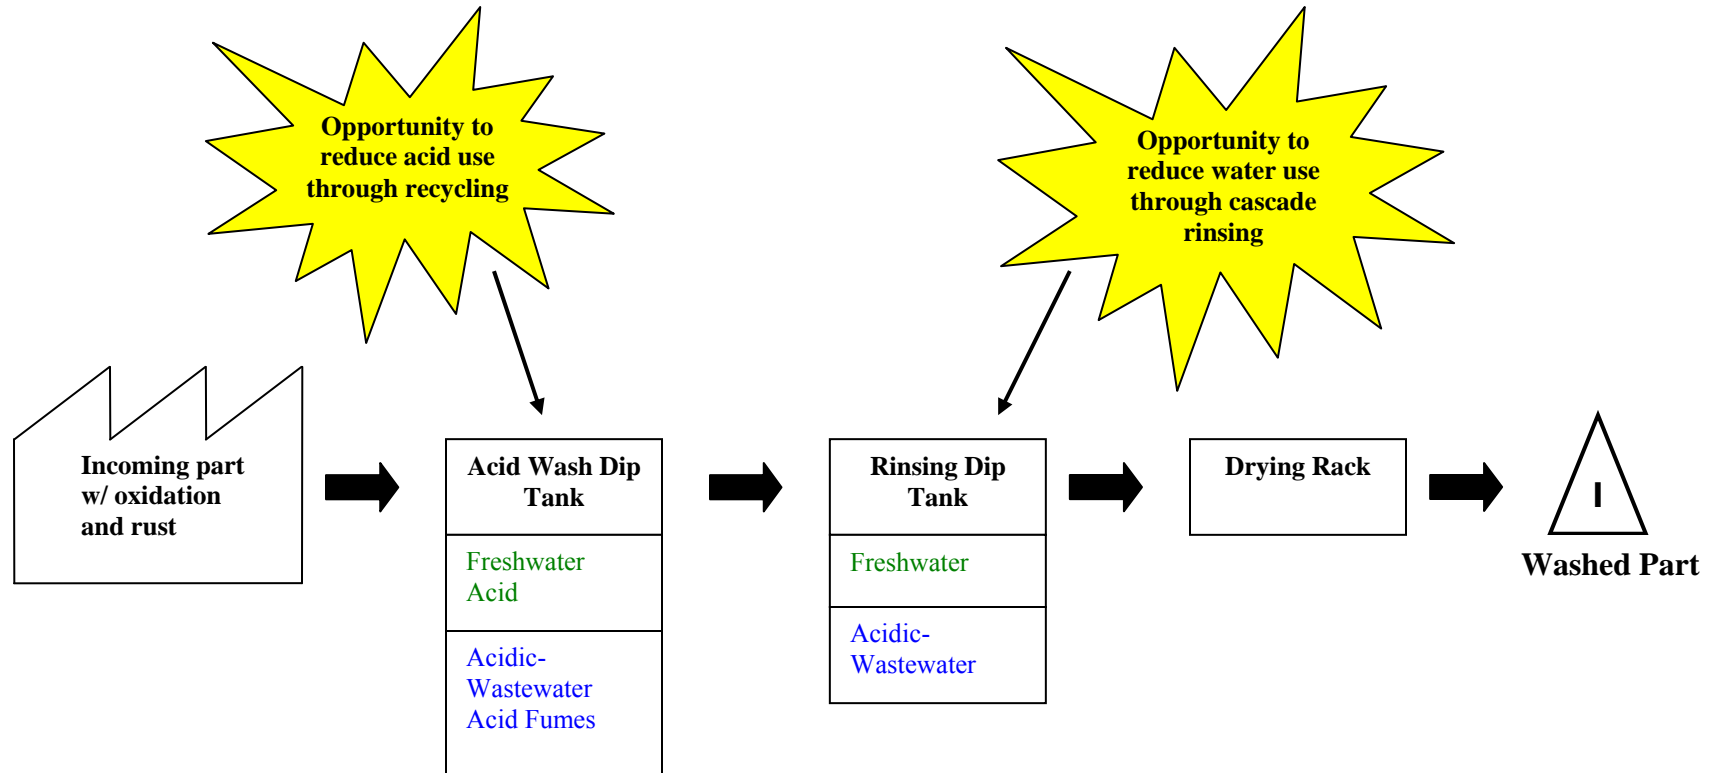 Opportunity to
reduce acid use
through recycling
Opportunity to
reduce water use
through cascade
rinsing
Incoming part
w/ oxidation
and rust
Acid Wash Dip
Tank
Freshwater
Acid
Acidic-
Wastewater
Acid Fumes
Rinsing Dip
Tank
Freshwater
Acidic-
Wastewater
Drying Rack
I
Washed Part